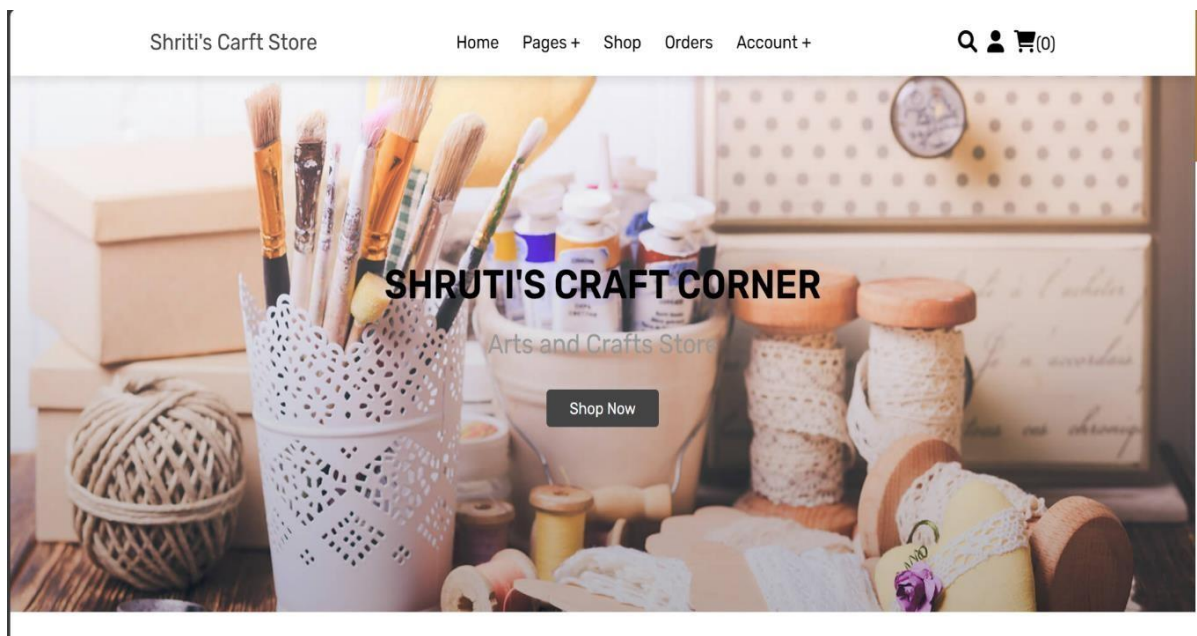 Shriti's Carft Store
Home Pages + Shop Orders Account +
(0)
SHRUTI'S CRAFT CORNER
Arts and Crafts Store
Shop Now